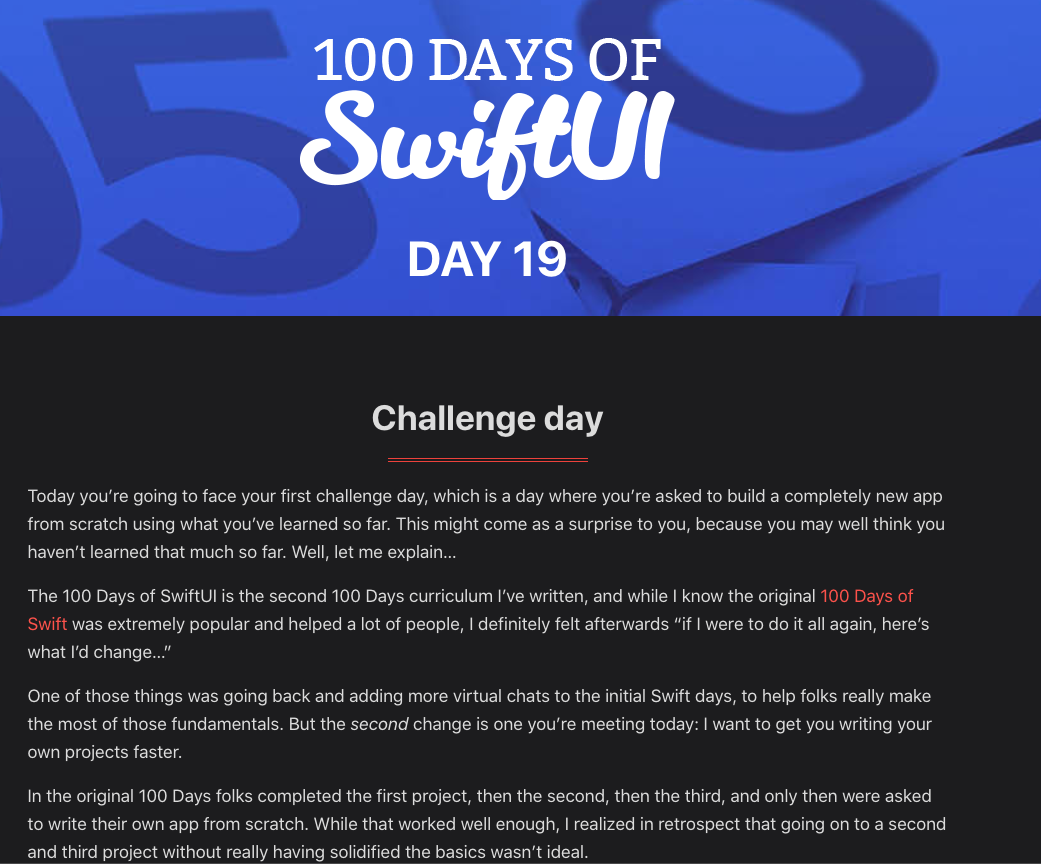 100 DAYS OF
SwiftUI
DAY 19
Challenge day
Today you’re going to face your first challenge day, which is a day where you’re asked to build a completely new app
from scratch using what you’ve learned so far. This might come as a surprise to you, because you may well think you
haven’t learned that much so far. Well, let me explain…
The 100 Days of SwiftUI is the second 100 Days curriculum I’ve written, and while I know the original 100 Days of
Swift was extremely popular and helped a lot of people, I definitely felt afterwards “if I were to do it all again, here’s
what I’d change…”
One of those things was going back and adding more virtual chats to the initial Swift days, to help folks really make
the most of those fundamentals. But the second change is one you’re meeting today: I want to get you writing your
own projects faster.
In the original 100 Days folks completed the first project, then the second, then the third, and only then were asked
to write their own app from scratch. While that worked well enough, I realized in retrospect that going on to a second
and third project without really having solidified the basics wasn’t ideal.